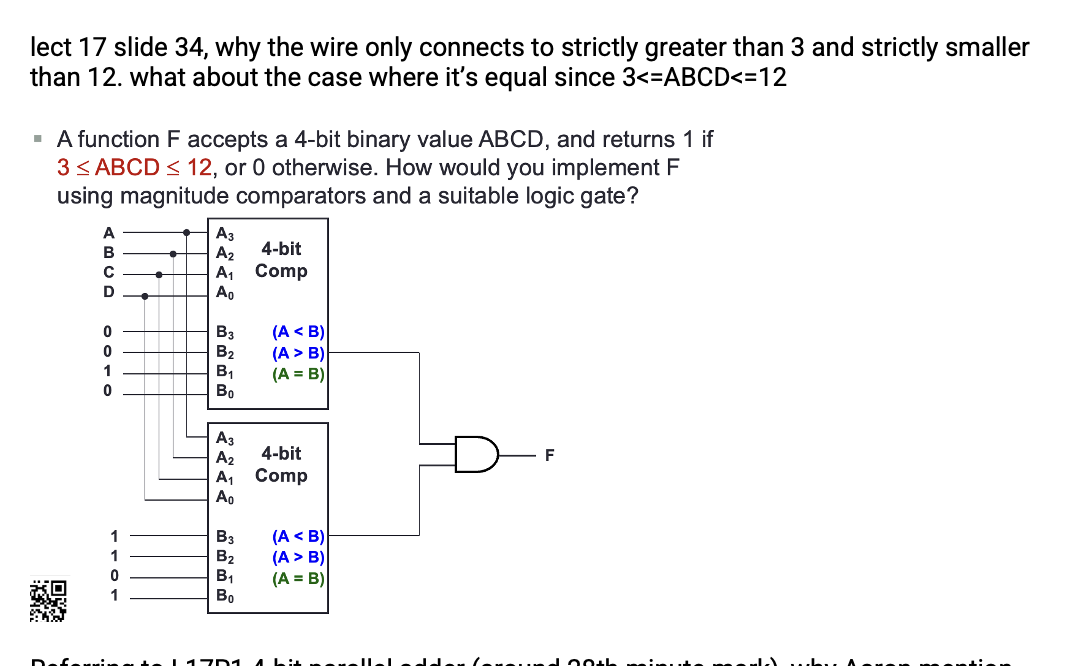 lect 17 slide 34, why the wire only connects to strictly greater than 3 and strictly smaller
than 12. what about the case where it's equal since 3<=ABCD<=12
▪ A function F accepts a 4-bit binary value ABCD, and returns 1 if
3 ≤ ABCD ≤ 12, or 0 otherwise. How would you implement F
using magnitude comparators and a suitable logic gate?
A A₃
B A₂ 4-bit
C A₁ Comp
D A₀
0 B₃ (A < B)
0 B₂ (A > B)
1 B₁ (A = B)
0 B₀
A₃
A₂ 4-bit
A₁ Comp
A₀
F
1 B₃ (A < B)
1 B₂ (A > B)
0 B₁ (A = B)
1 B₀